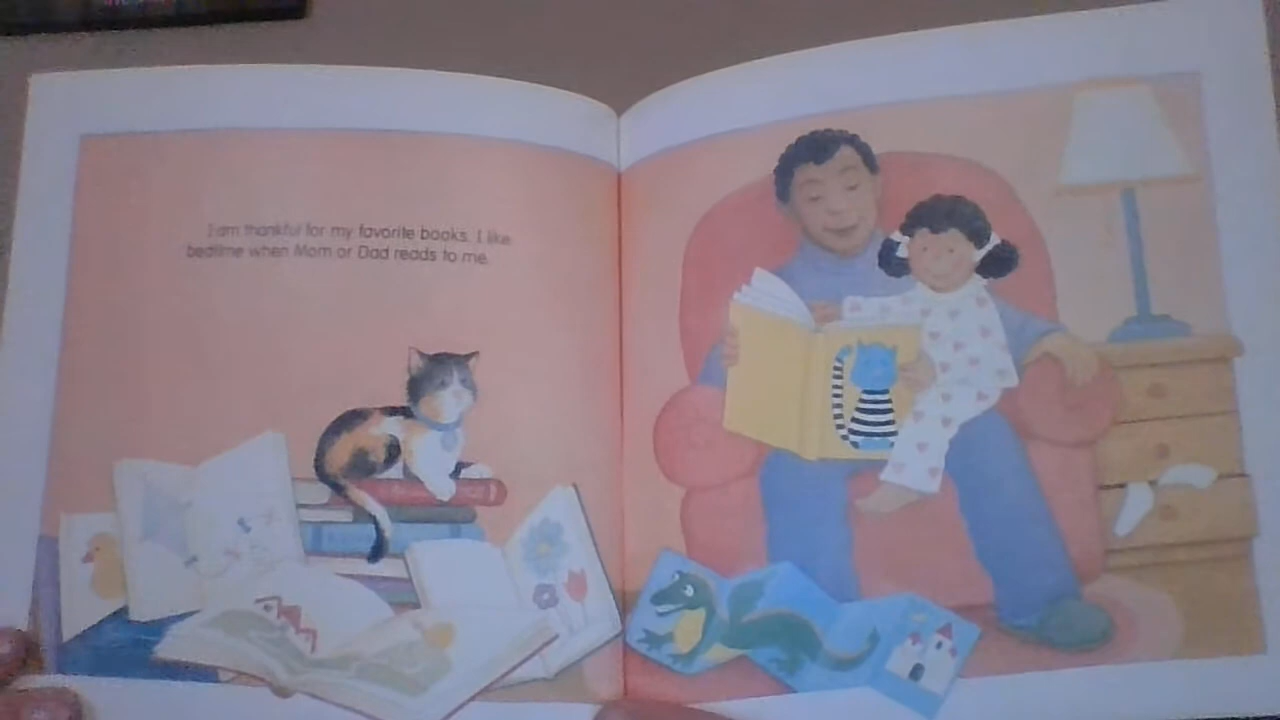 I am thankful for my favorite books. I like
bedtime when Mom or Dad reads to me.